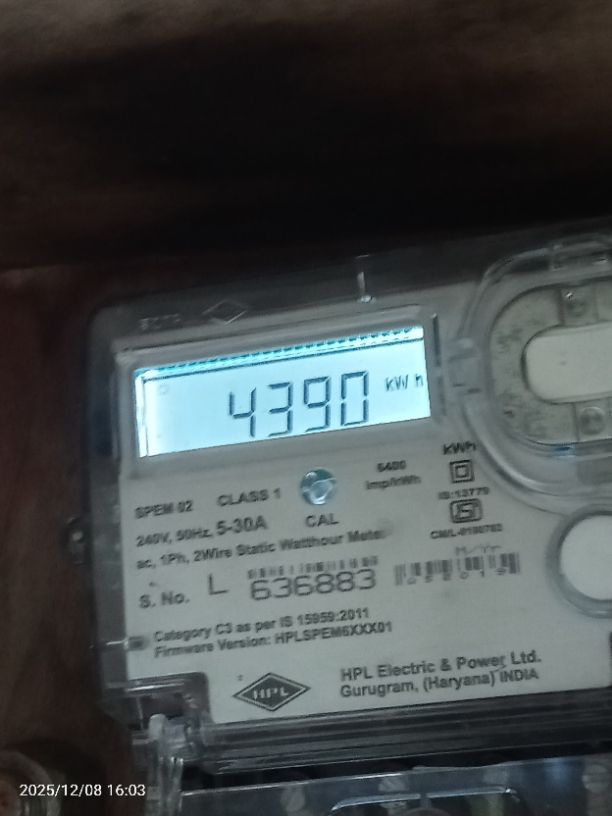 4390 kW h
kWh
6400
imp/kWh
SPEM 02 CLASS 1
IS:13779
240V, 50Hz, 5-30A CAL
ac, 1Ph, 2Wire Static Watthour Meter
M/Yr
S. No. L 636883
Category C3 as per IS 15959:2011
Firmware Version: HPLSPEM6XXX01
HPL
HPL Electric & Power Ltd.
Gurugram, (Haryana) INDIA
2025/12/08 16:03